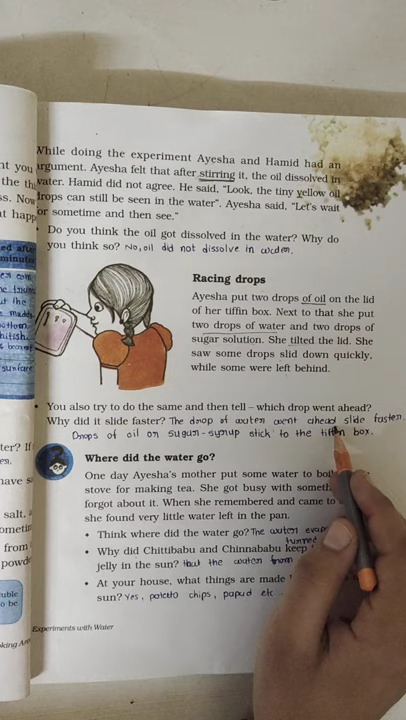 While doing the experiment Ayesha and Hamid had an
argument. Ayesha felt that after stirring it, the oil dissolved in
water. Hamid did not agree. He said, "Look, the tiny yellow oil
drops can still be seen in the water". Ayesha said, "Let's wait
for sometime and then see."
Do you think the oil got dissolved in the water? Why do
you think so? No, oil did not dissolve in water.
Racing drops
Ayesha put two drops of oil on the lid
of her tiffin box. Next to that she put
two drops of water and two drops of
sugar solution. She tilted the lid. She
saw some drops slid down quickly,
while some were left behind.
• You also try to do the same and then tell – which drop went ahead?
Why did it slide faster? The drop of water went ahead slide faster.
Drops of oil on sugar-syrup stick to the tiffin box.
Where did the water go?
One day Ayesha's mother put some water to boil
stove for making tea. She got busy with
forgot about it. When she remembered and came to
she found very little water left in the pan.
• Think where did the water go? The water
turned
• Why did Chittibabu and Chinnababu keep
jelly in the sun? that the water from
• At your house, what things are made
sun? Yes, potato chips, papad etc..
Experiments with Water